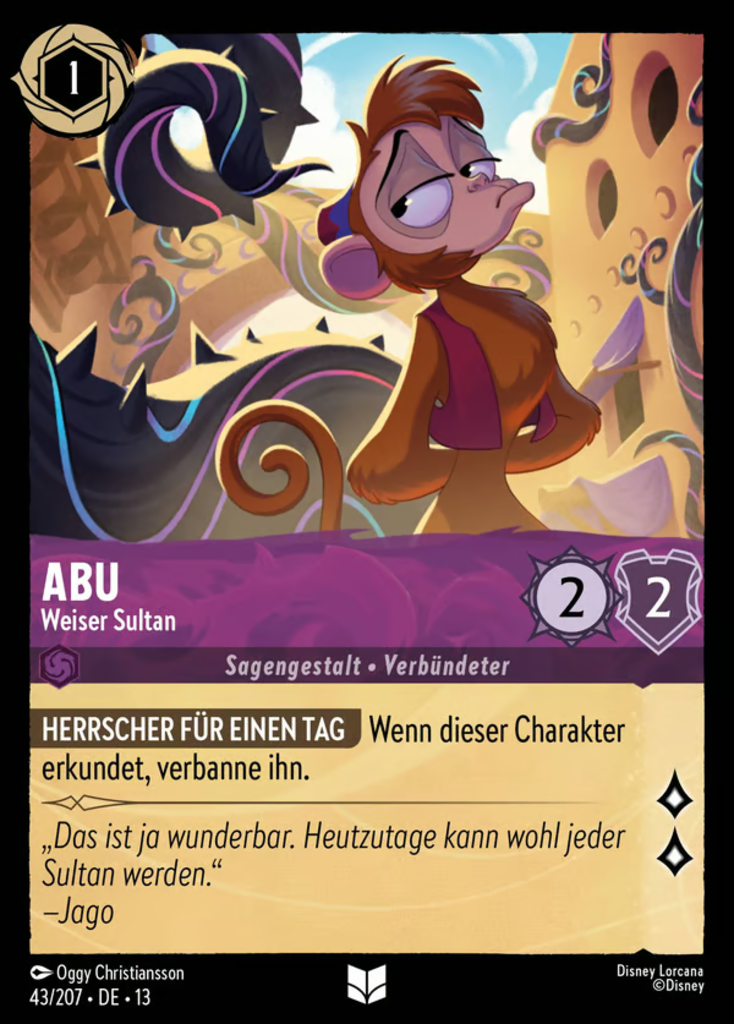 1
ABU
Weiser Sultan
2 2
Sagengestalt • Verbündeter
HERRSCHER FÜR EINEN TAG Wenn dieser Charakter
erkundet, verbanne ihn.
„Das ist ja wunderbar. Heutzutage kann wohl jeder
Sultan werden.“
–Jago
Oggy Christiansson
43/207 • DE • 13
Disney Lorcana
©Disney